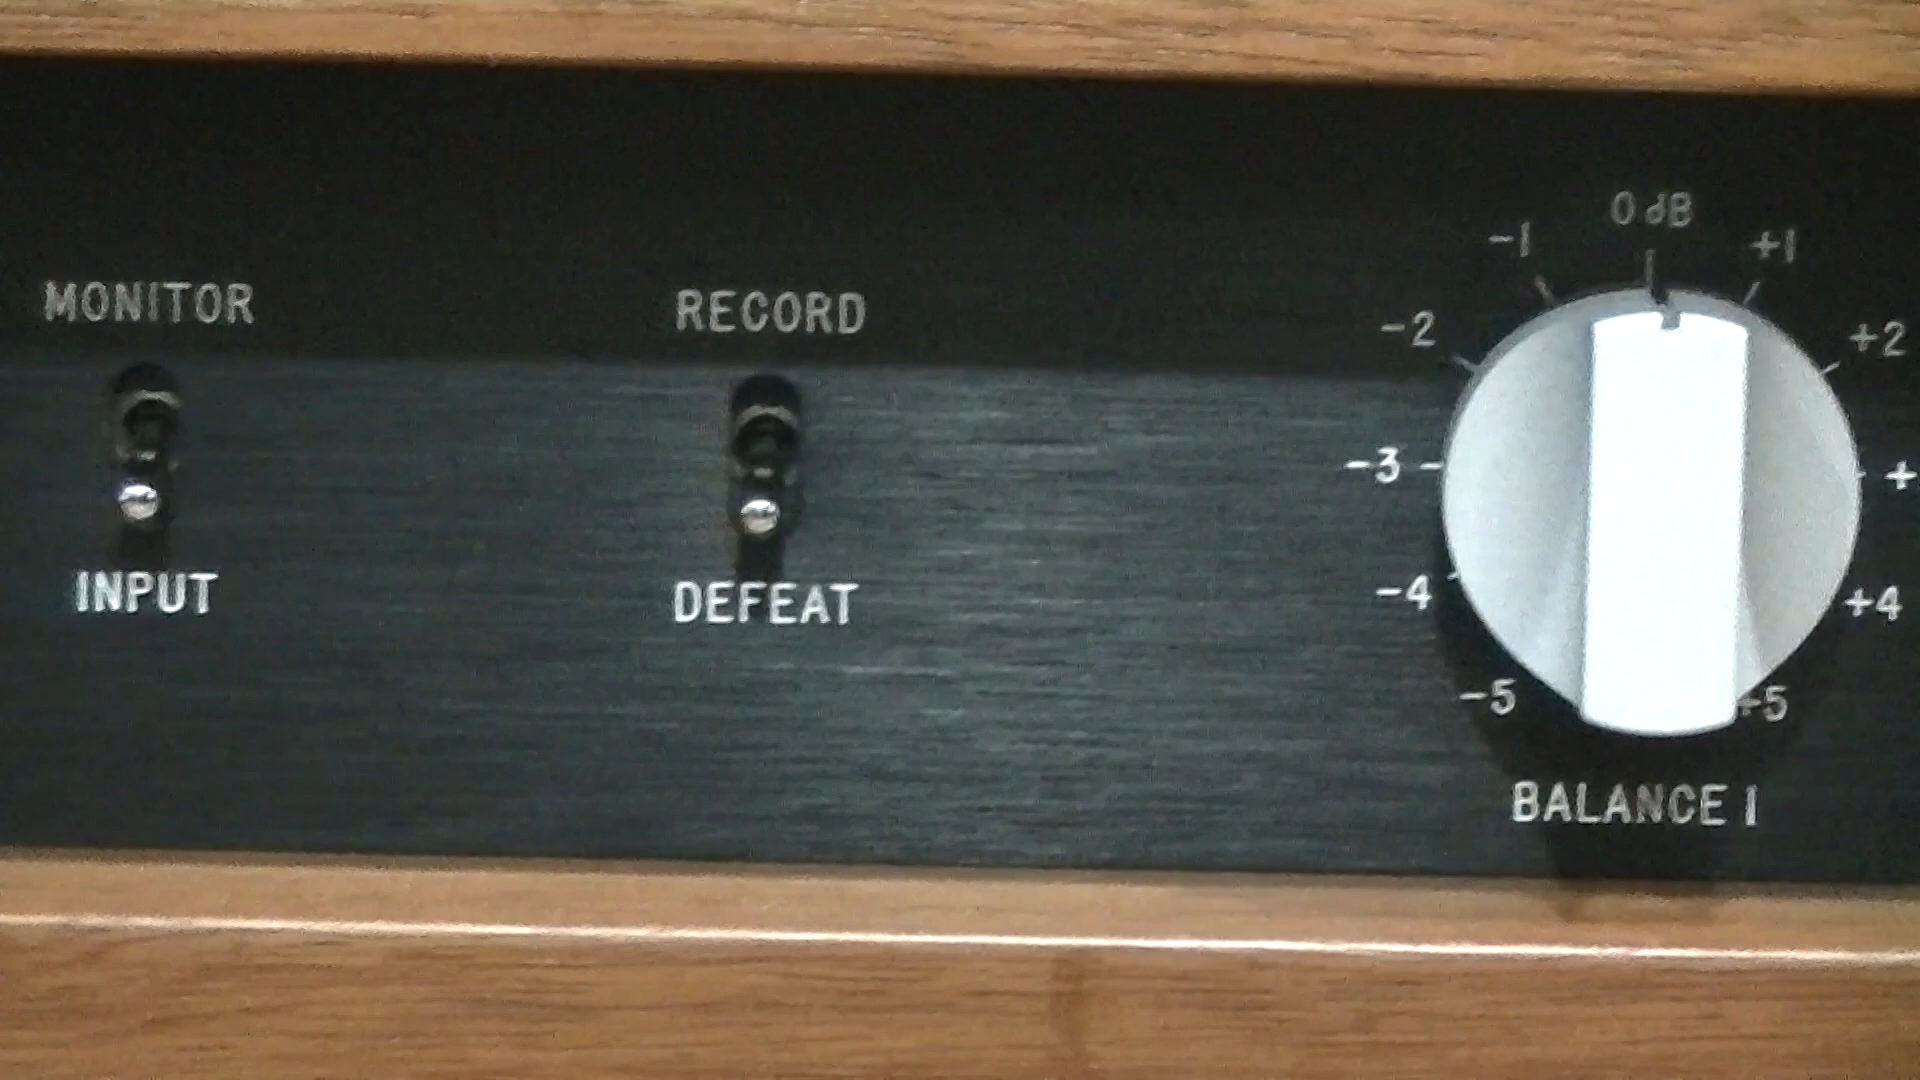 MONITOR
INPUT
RECORD
DEFEAT
0 dB
-1
+1
-2
+2
-3
+
-4
+4
-5
+5
BALANCE I